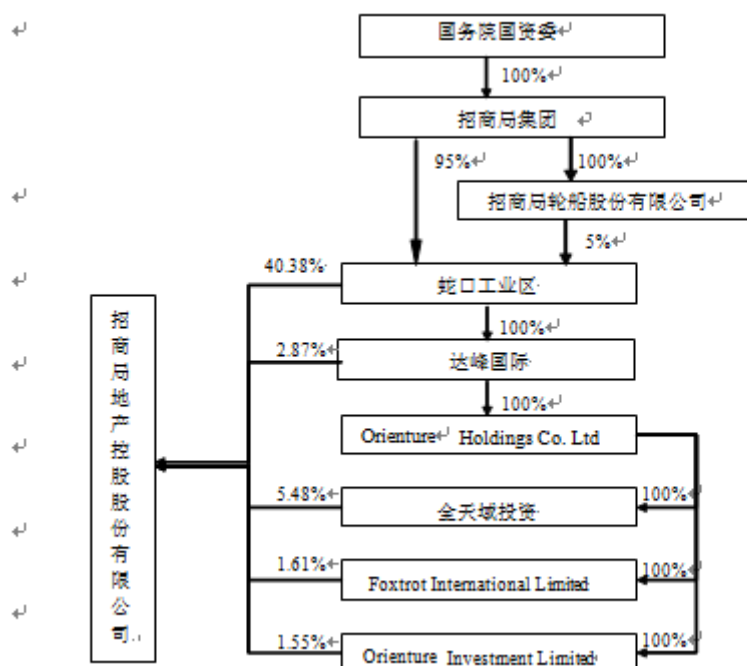 国务院国资委
100%
招商局集团
95%
100%
招商局轮船股份有限公司
5%
40.38%
蛇口工业区
100%
2.87%
达峰国际
100%
Orienture Holdings Co. Ltd
5.48%
全天域投资
100%
1.61%
Foxtrot International Limited
100%
1.55%
Orienture Investment Limited
100%
招商局地产控股股份有限公司